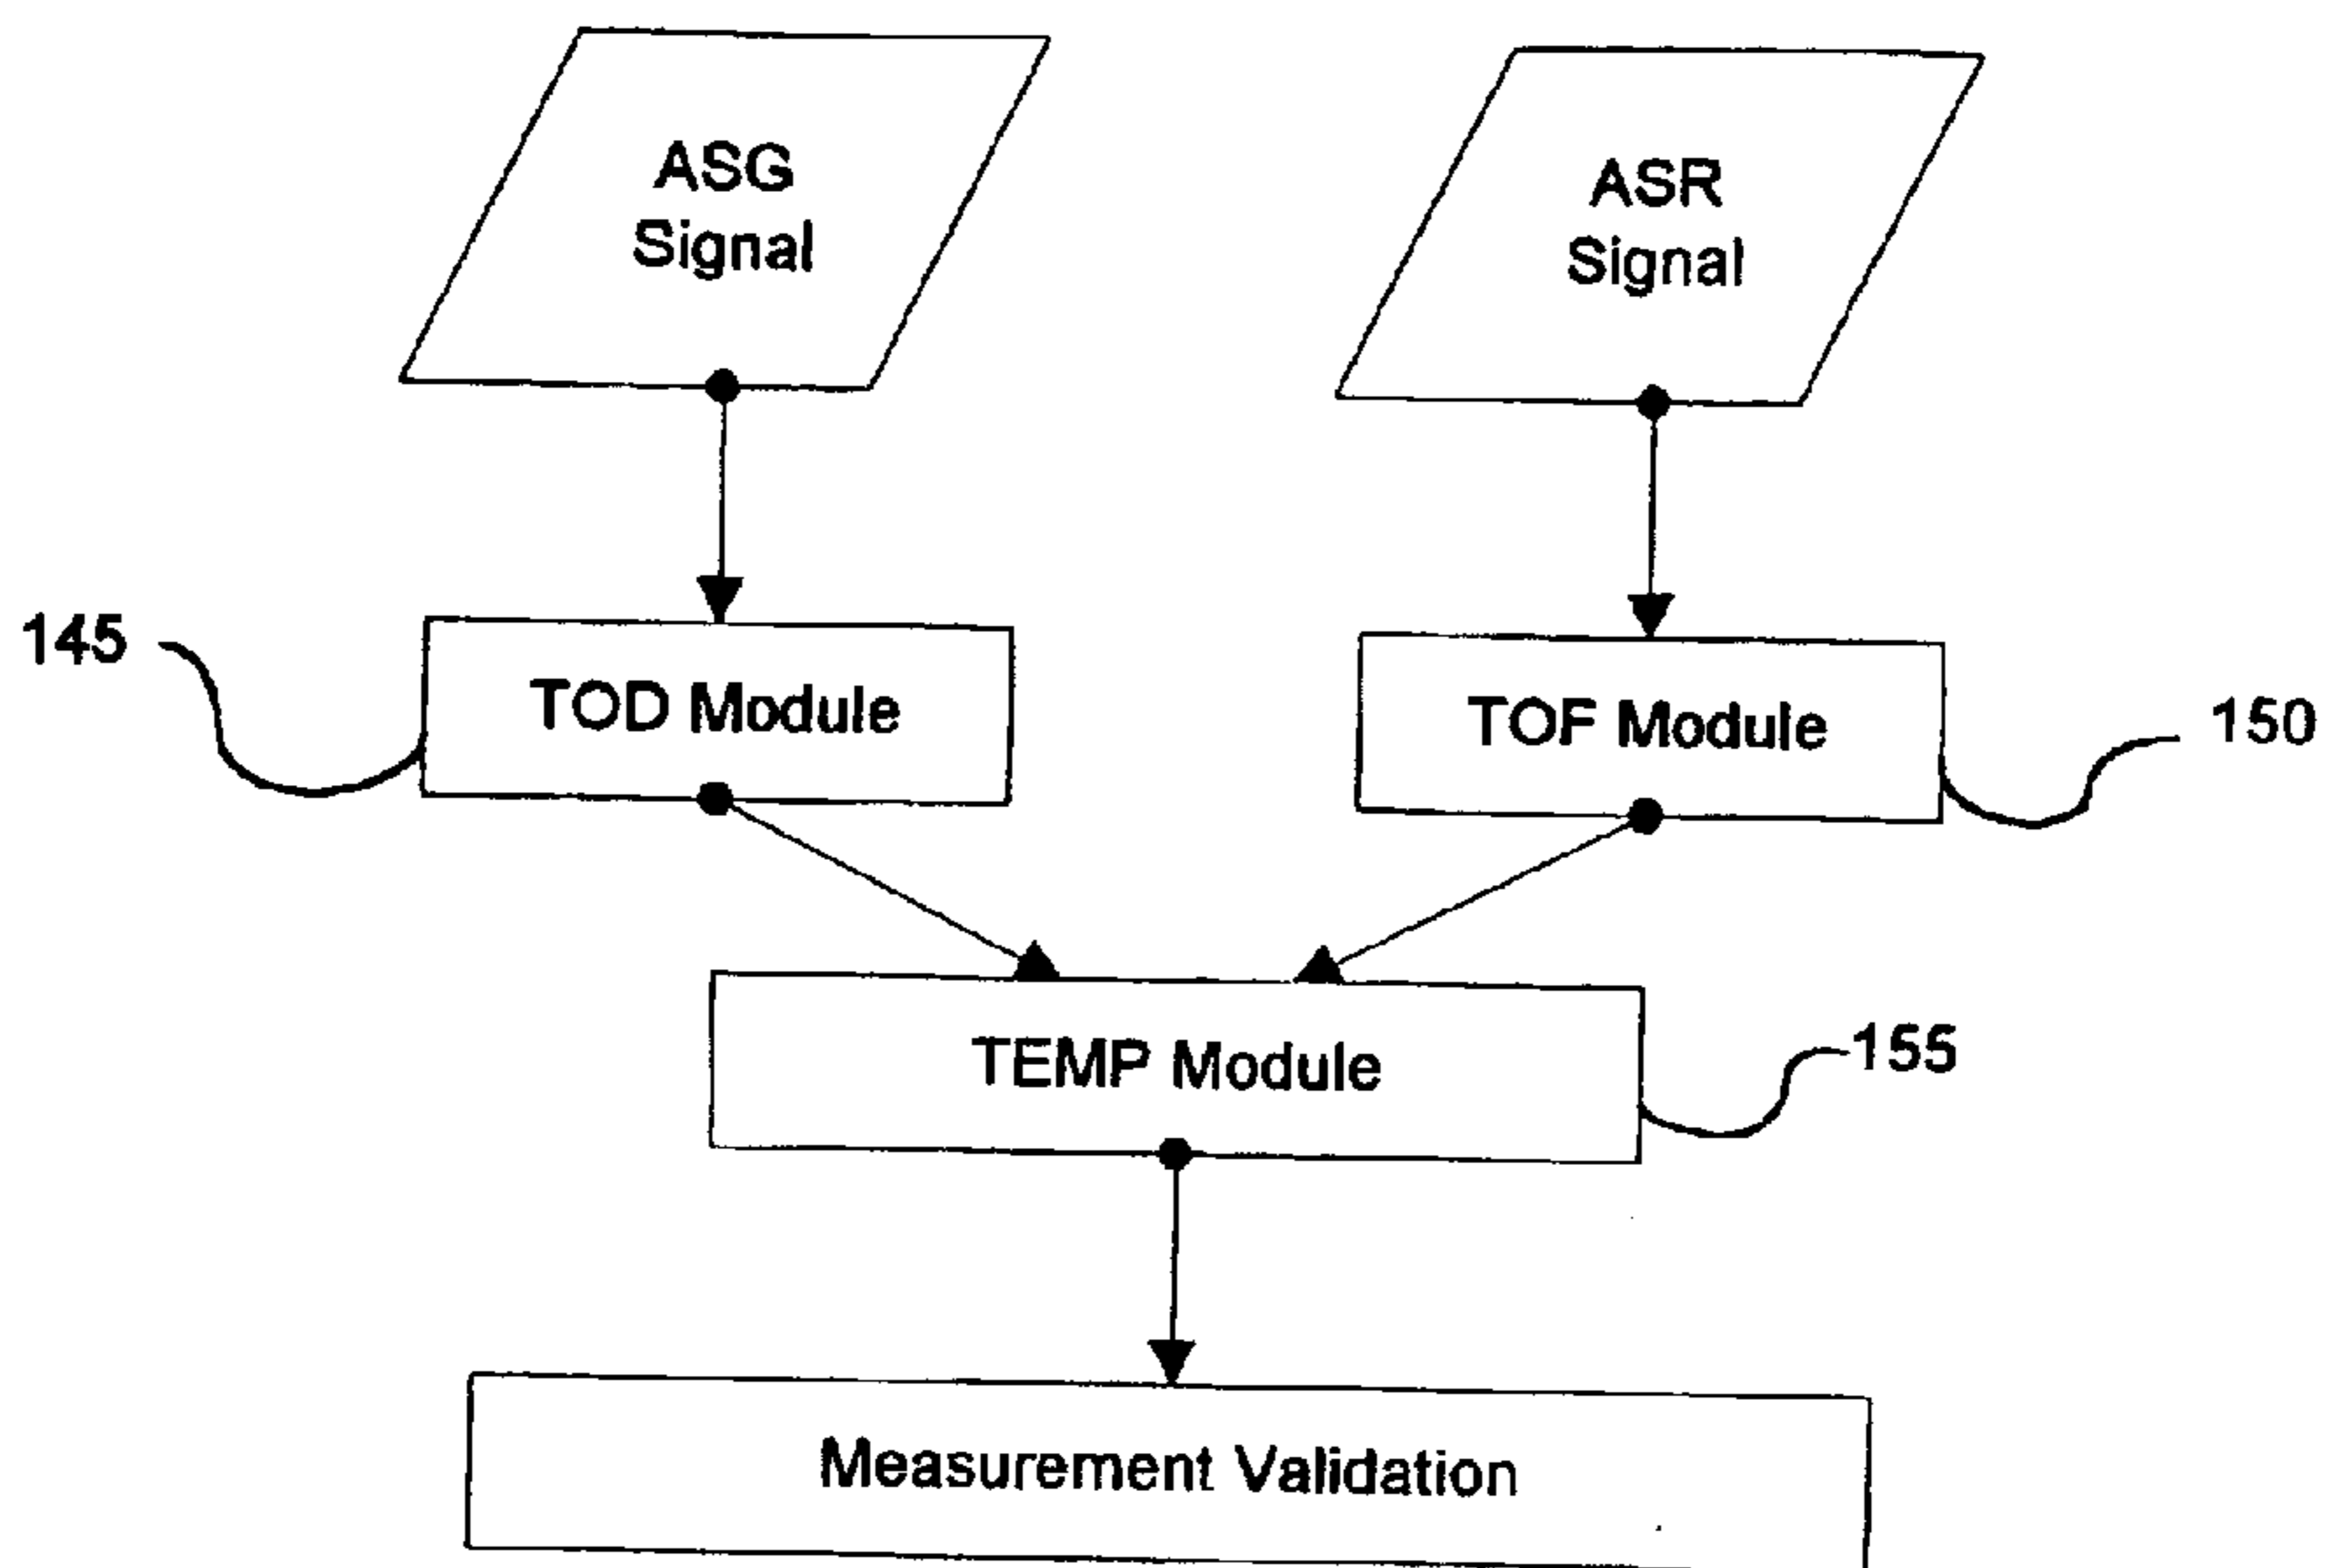 ASG
Signal
ASR
Signal
145
TOD Module
TOF Module
150
TEMP Module
155
Measurement Validation